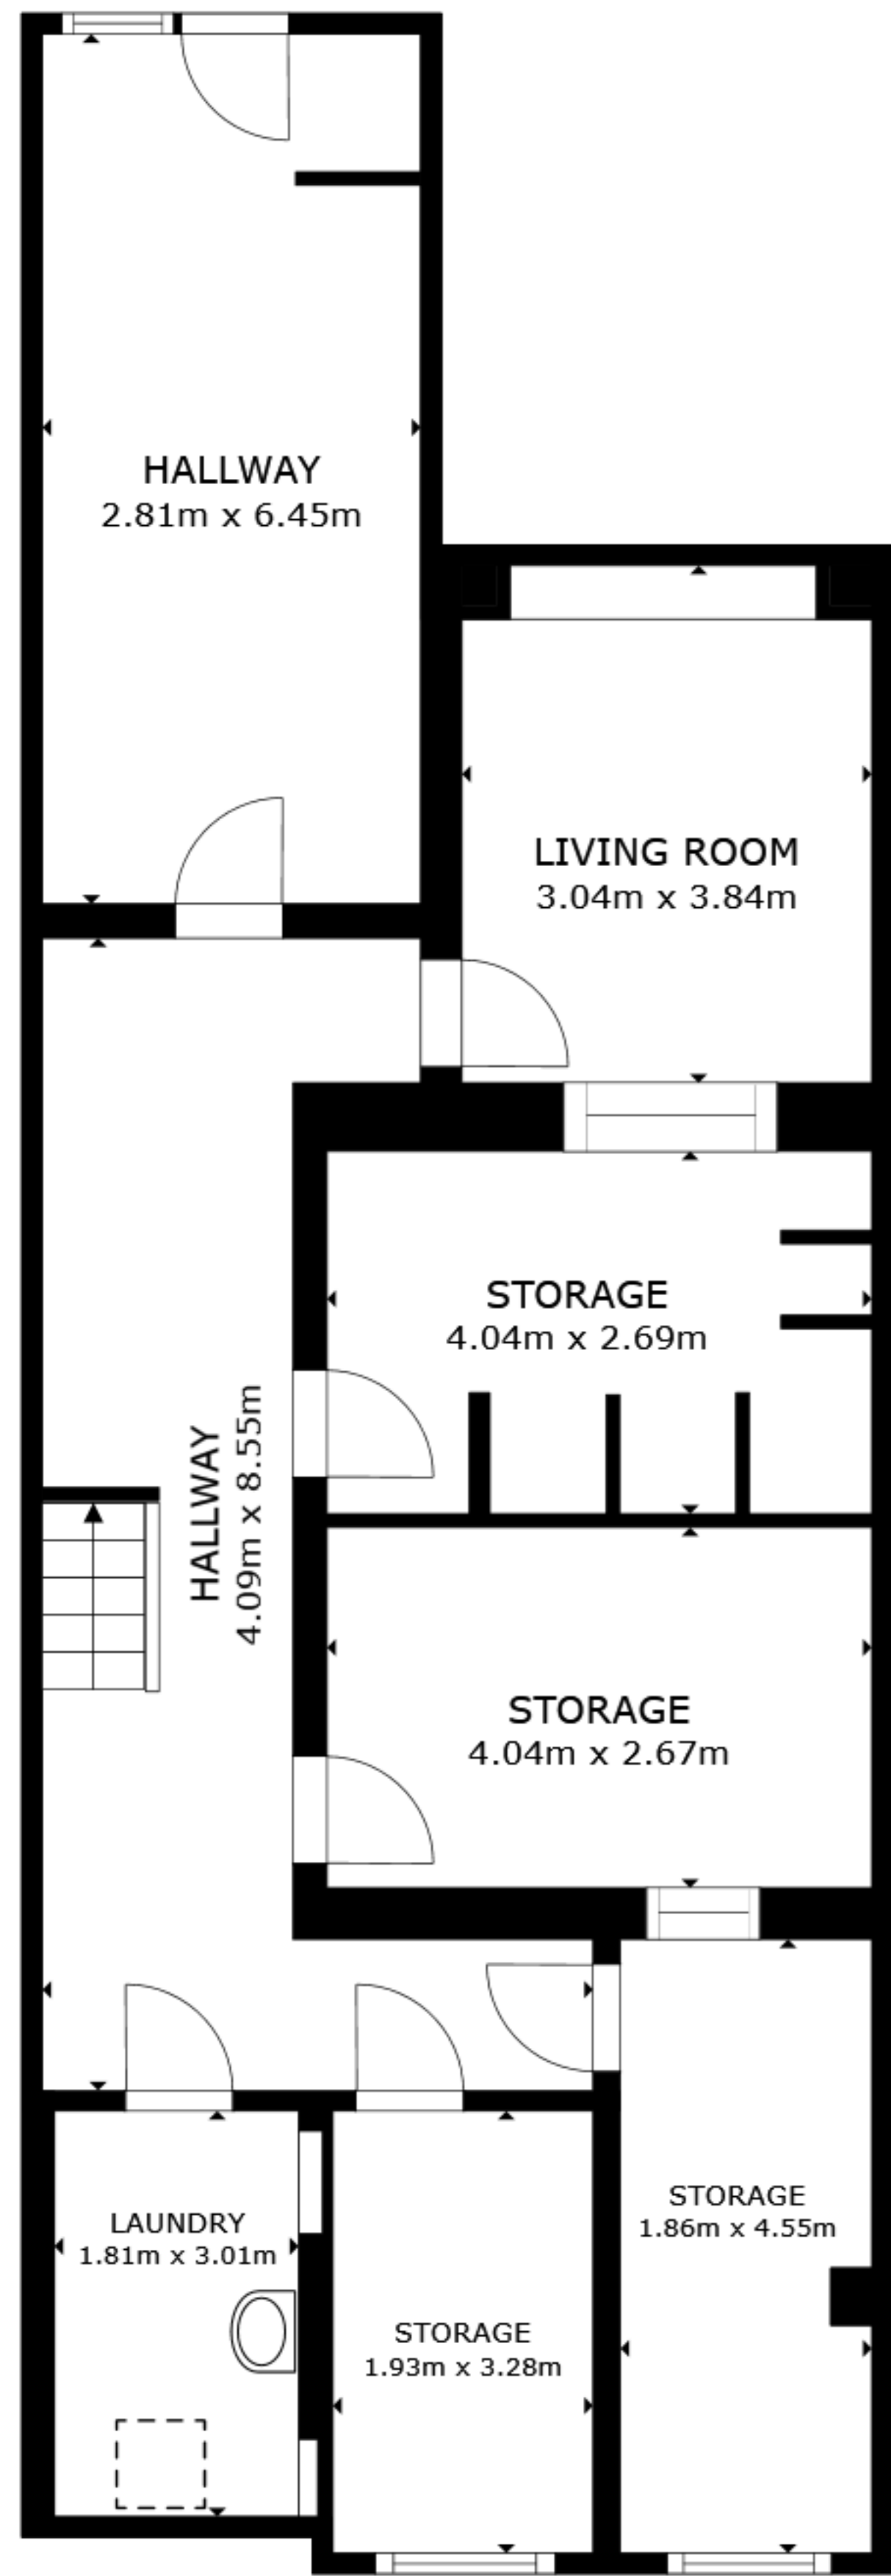 HALLWAY
2.81m x 6.45m
LIVING ROOM
3.04m x 3.84m
STORAGE
4.04m x 2.69m
HALLWAY
4.09m x 8.55m
STORAGE
4.04m x 2.67m
LAUNDRY
1.81m x 3.01m
STORAGE
1.93m x 3.28m
STORAGE
1.86m x 4.55m